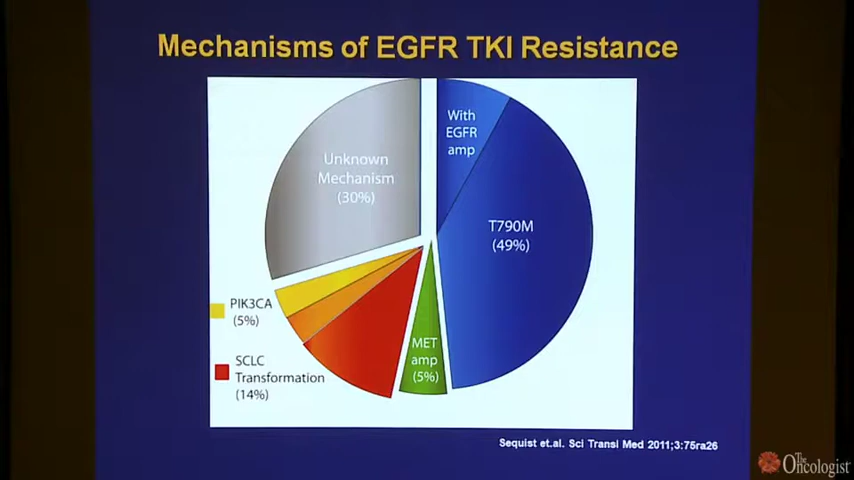 Mechanisms of EGFR TKI Resistance
With
EGFR
amp
Unknown
Mechanism
(30%)
T790M
(49%)
PIK3CA
(5%)
MET
amp
(5%)
SCLC
Transformation
(14%)
Sequist et.al. Sci Transl Med 2011;3:75ra26
The
Oncologist